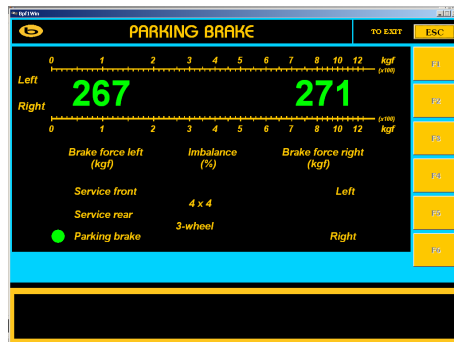 Bpf3Win
b PARKING BRAKE TO EXIT ESC
0 1 2 3 4 5 6 7 8 10 12 kgf
(x100)
Left
267 271
Right
(x100)
0 1 2 3 4 5 6 7 8 10 12 kgf
Brake force left Imbalance Brake force right
(kgf) (%) (kgf)
Service front Left
4 x 4
Service rear
3-wheel
Parking brake Right
F1
F2
F3
F4
F5
F6